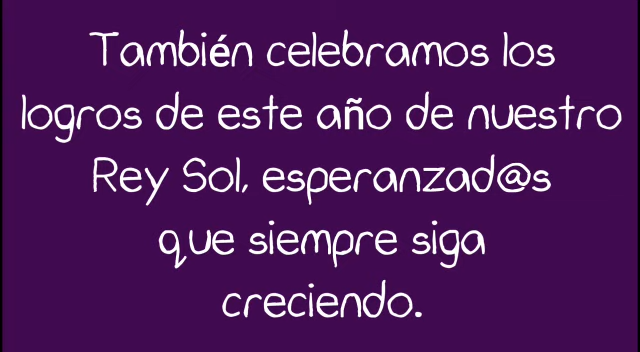 También celebramos los
logros de este año de nuestro
Rey Sol, esperanzad@s
que siempre siga
creciendo.